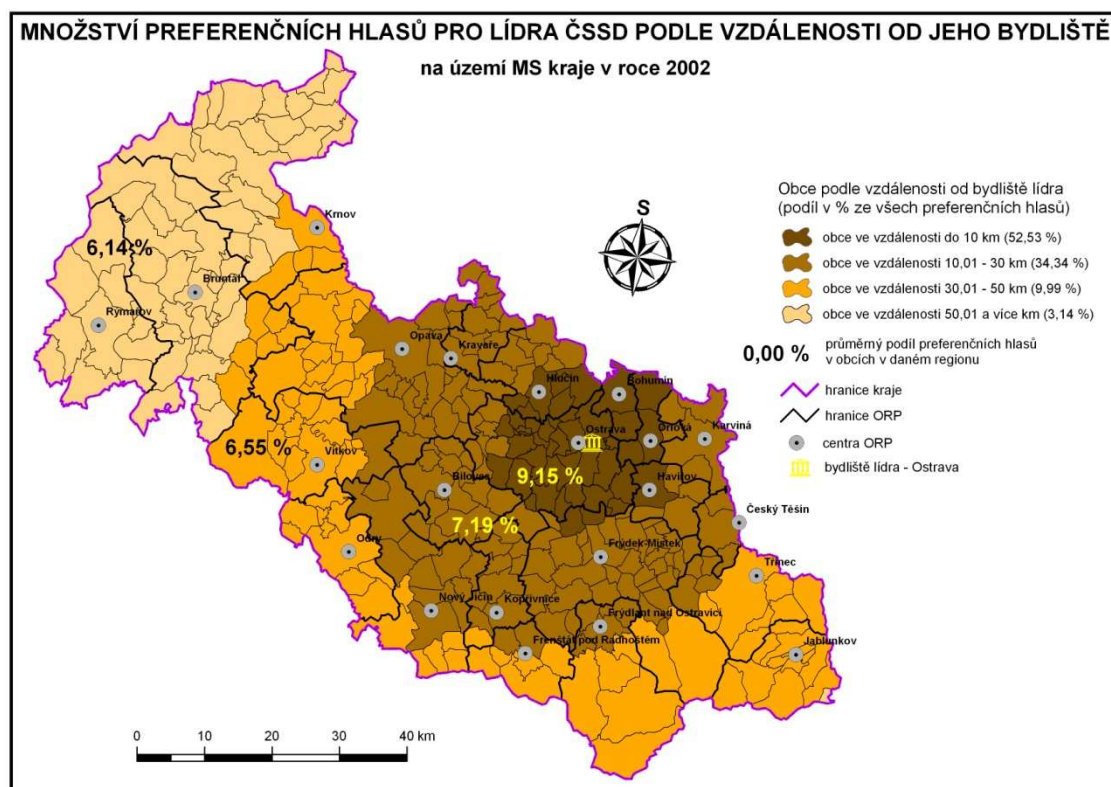 MNOŽSTVÍ PREFERENČNÍCH HLASŮ PRO LÍDRA ČSSD PODLE VZDÁLENOSTI OD JEHO BYDLIŠTĚ
na území MS kraje v roce 2002
S
Obce podle vzdálenosti od bydliště lídra
(podíl v % ze všech preferenčních hlasů)
obce ve vzdálenosti do 10 km (52,53 %)
obce ve vzdálenosti 10,01 - 30 km (34,34 %)
obce ve vzdálenosti 30,01 - 50 km (9,99 %)
obce ve vzdálenosti 50,01 a více km (3,14 %)
0,00 %
průměrný podíl preferenčních hlasů
v obcích v daném regionu
hranice kraje
hranice ORP
centra ORP
bydliště lídra - Ostrava
Krnov
6,14 %
Bruntál
Rýmařov
Opava
Kravaře
Hlučín
Bohumín
Ostrava
Orlová
Karviná
6,55 %
Vítkov
Bílovec
9,15 %
Havířov
7,19 %
Český Těšín
Odry
Frýdek-Místek
Třinec
Nový Jičín
Kopřivnice
Frýdlant nad Ostravicí
Frenštát pod Radhoštěm
Jablunkov
0 10 20 30 40 km